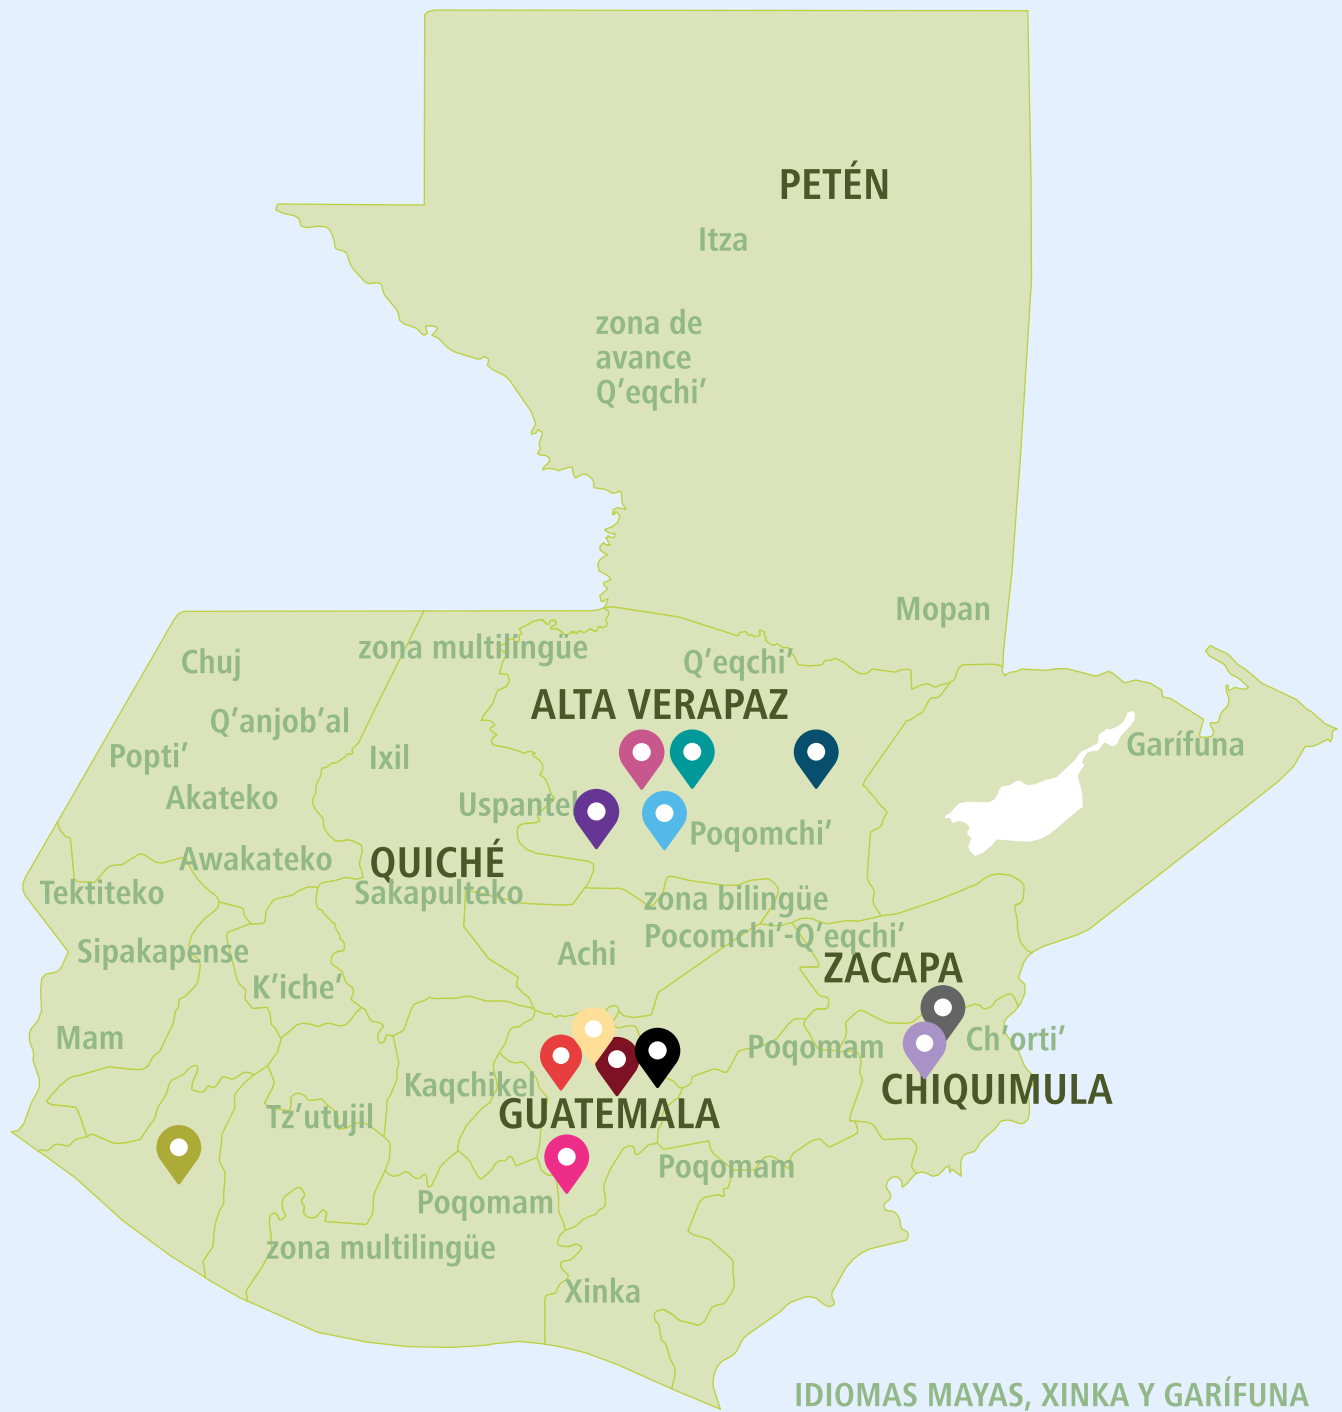 PETÉN
Itza
zona de
avance
Q’eqchi’
Mopan
zona multilingüe
Q’eqchi’
Chuj
ALTA VERAPAZ
Q’anjob’al
Garífuna
Popti’
Ixil
Akateko
Uspantek
Poqomchi’
Awakateko
QUICHÉ
Tektiteko
Sakapulteko
zona bilingüe
Pocomchi’-Q’eqchi’
Sipakapense
Achi
ZACAPA
K’iche’
Mam
Poqomam
Ch’orti’
Kaqchikel
CHIQUIMULA
GUATEMALA
Tz’utujil
Poqomam
Poqomam
zona multilingüe
Xinka
IDIOMAS MAYAS, XINKA Y GARÍFUNA